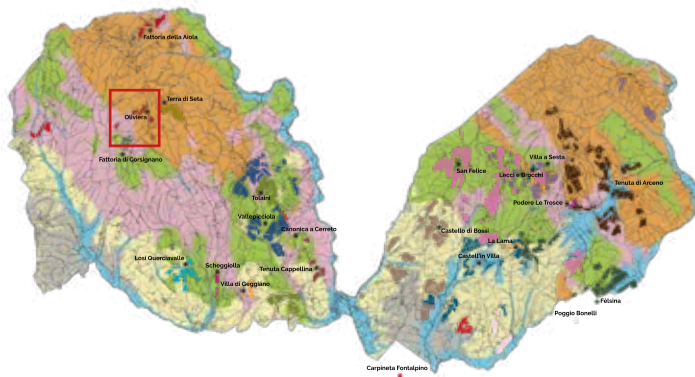 Fattoria della Aiola
Terra di Seta
Oliviera
Fattoria di Corsignano
Tolaini
Vallepicciola
Canonica a Cerreto
Losi Querciavalle
Scheggiolla
Tenuta Cappellina
Villa di Geggiano
San Felice
Villa a Sesta
Lecci e Brocchi
Tenuta di Arceno
Podere Le Trosce
Castello di Bossi
La Lama
Castell'in Villa
Felsina
Poggio Bonelli
Carpineta Fontalpino